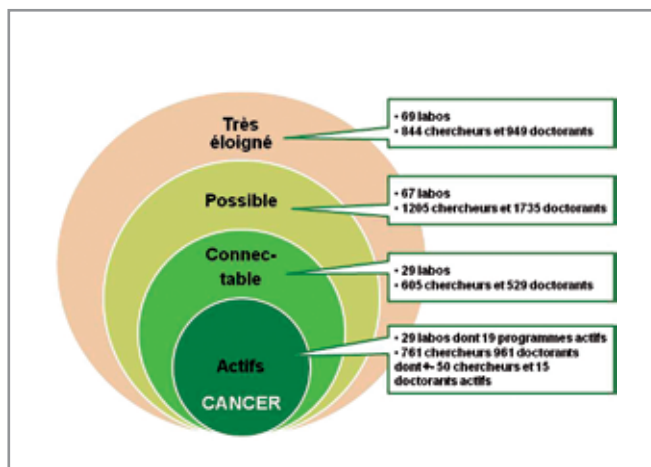 Très
éloigné
• 69 labos
• 844 chercheurs et 949 doctorants
Possible
• 67 labos
• 1205 chercheurs et 1735 doctorants
Connec-
table
• 29 labos
• 605 chercheurs et 529 doctorants
Actifs
CANCER
• 29 labos dont 19 programmes actifs
• 761 chercheurs 961 doctorants
dont +- 50 chercheurs et 15
doctorants actifs